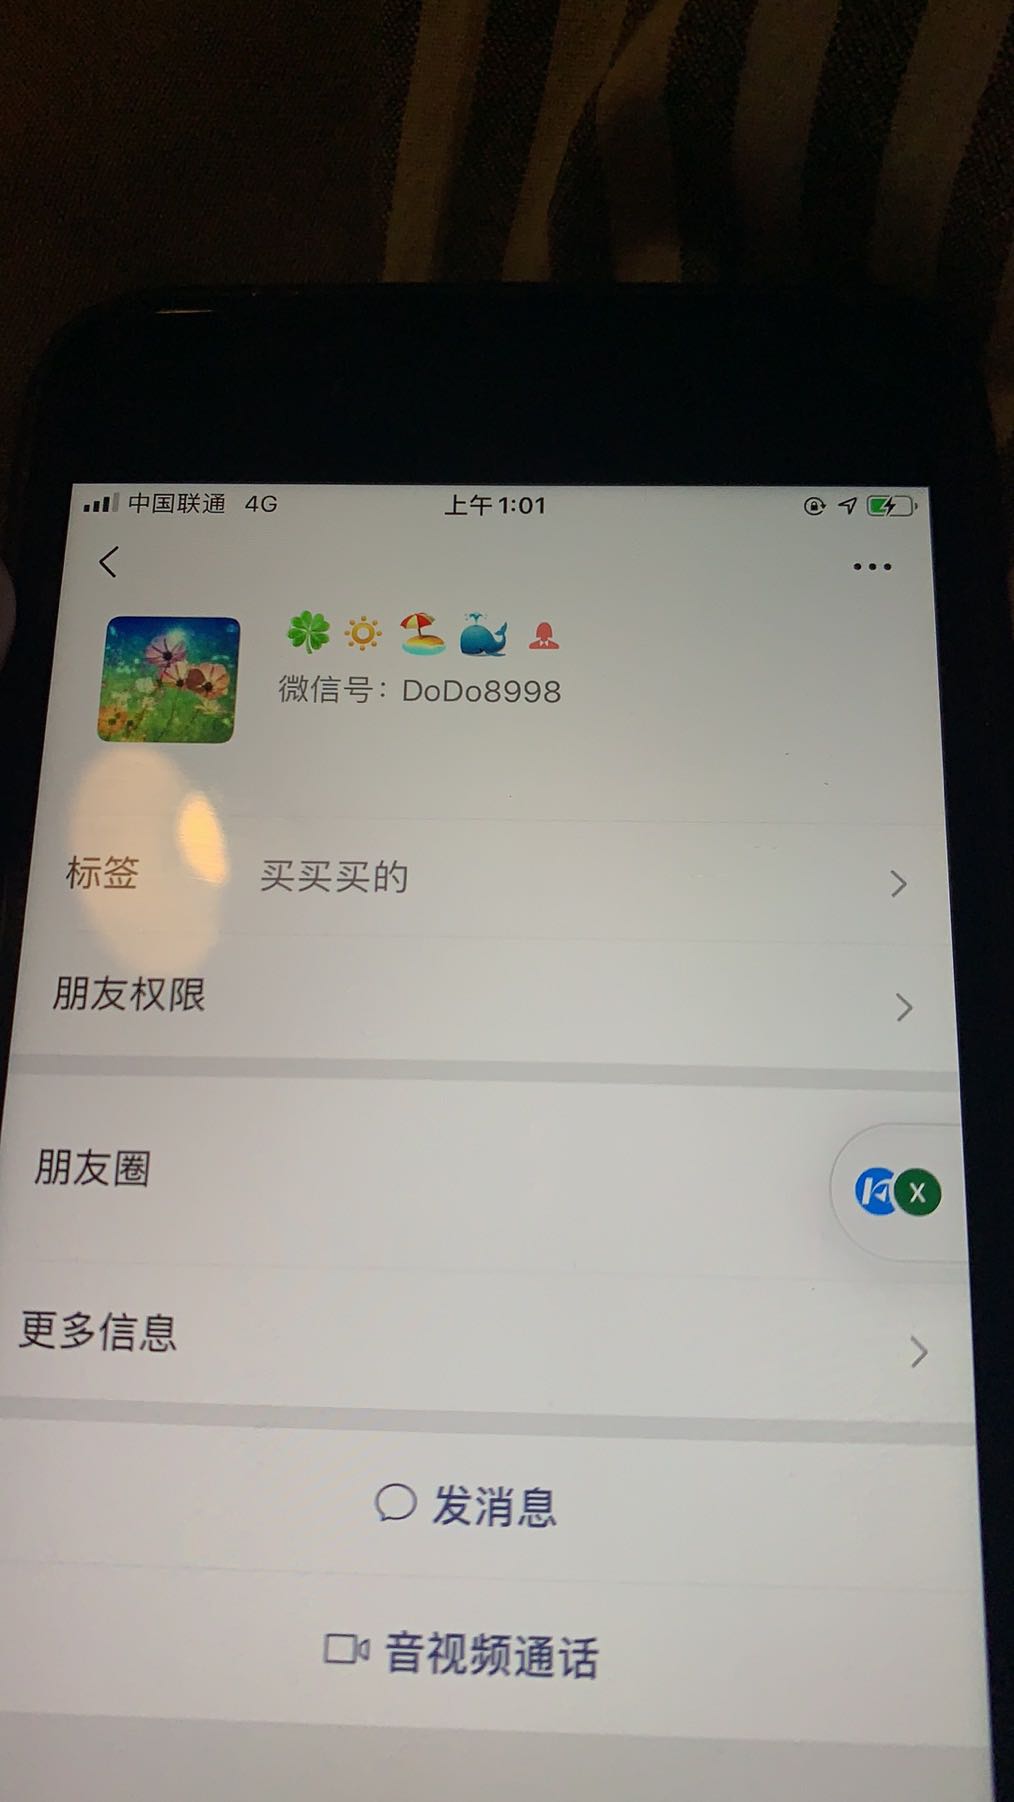 中国联通 4G 上午1:01
🍀🔆🏖🐳
微信号：DoDo8998
标签 买买买的
朋友权限
朋友圈
X
更多信息
发消息
音视频通话